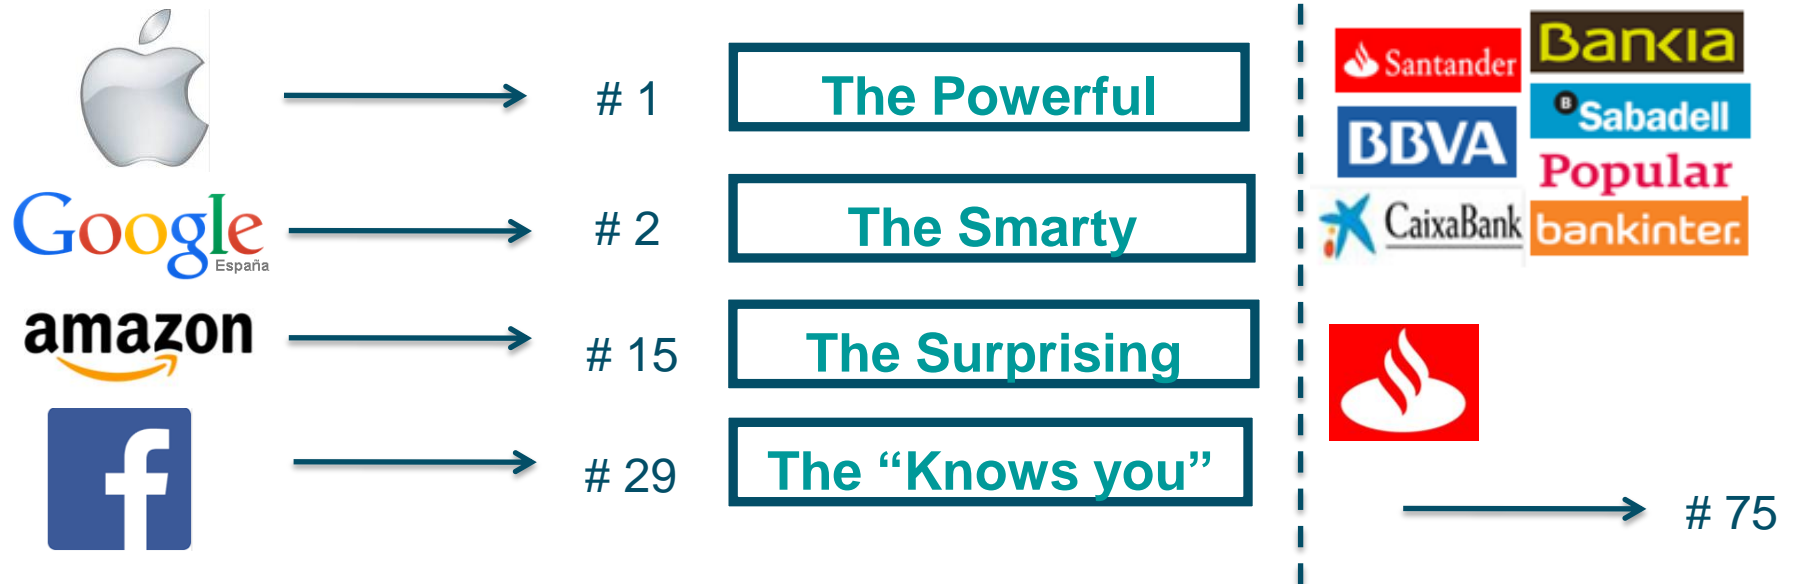 # 1
The Powerful
Google
España
# 2
The Smarty
amazon
# 15
The Surprising
f
# 29
The “Knows you”
Santander
Bankia
BBVA
B Sabadell
Popular
CaixaBank
bankinter.
# 75